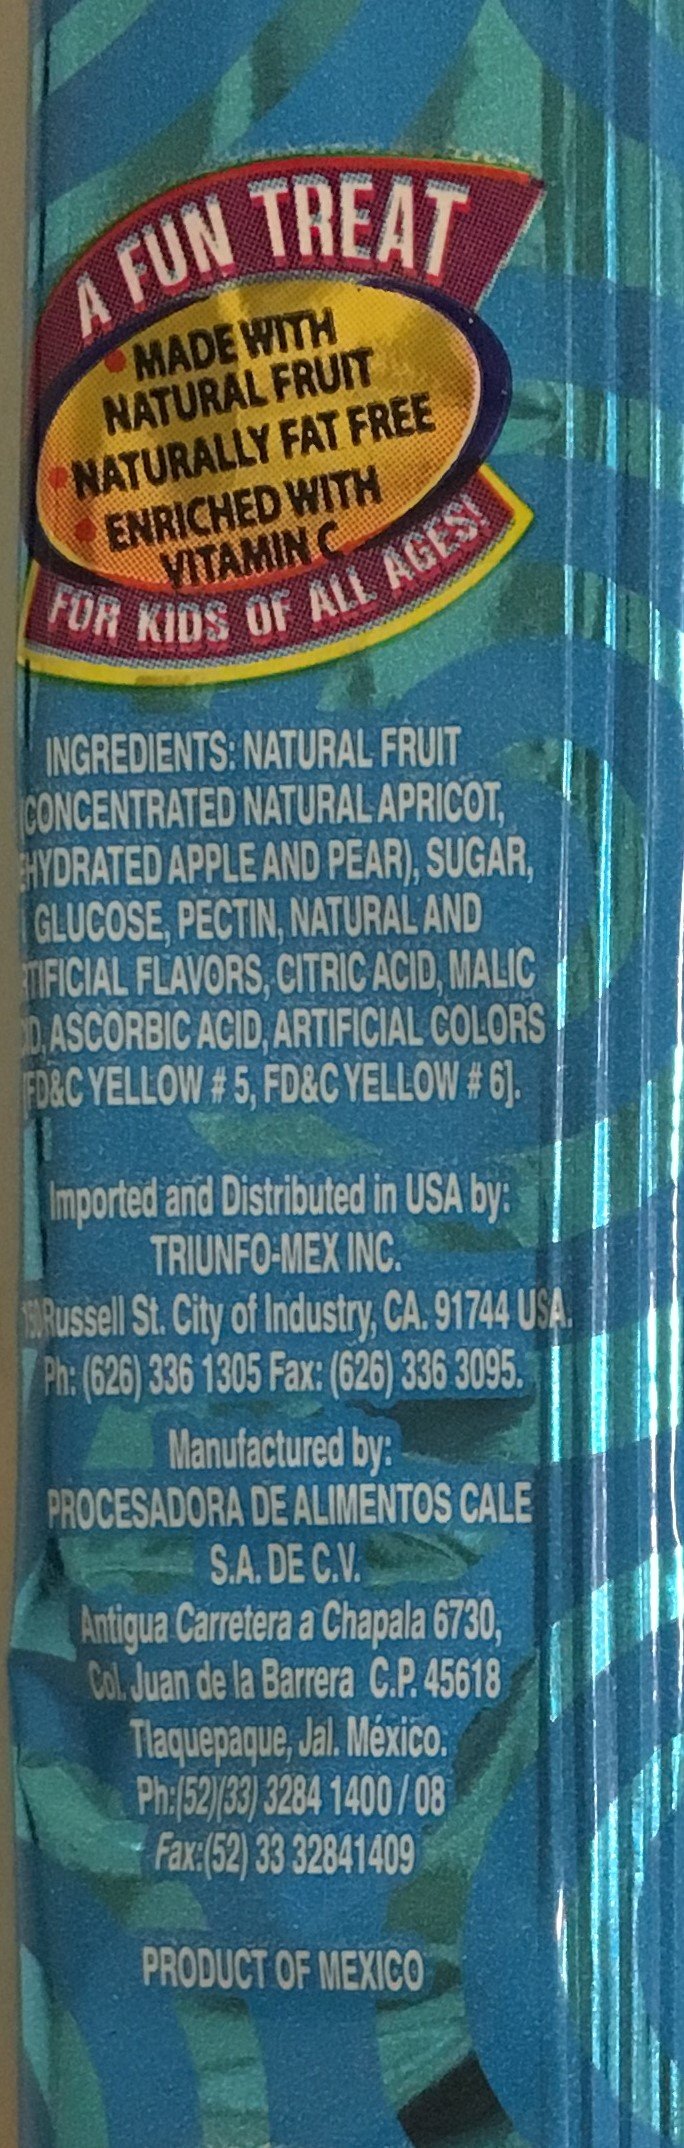 A FUN TREAT
• MADE WITH
NATURAL FRUIT
• NATURALLY FAT FREE
• ENRICHED WITH
VITAMIN C
FOR KIDS OF ALL AGES!
INGREDIENTS: NATURAL FRUIT
(CONCENTRATED NATURAL APRICOT,
HYDRATED APPLE AND PEAR), SUGAR,
GLUCOSE, PECTIN, NATURAL AND
TIFICIAL FLAVORS, CITRIC ACID, MALIC
ID, ASCORBIC ACID, ARTIFICIAL COLORS
FD&C YELLOW # 5, FD&C YELLOW # 6].
Imported and Distributed in USA by:
TRIUNFO-MEX INC.
Russell St. City of Industry, CA. 91744 USA.
Ph: (626) 336 1305 Fax: (626) 336 3095.
Manufactured by:
PROCESADORA DE ALIMENTOS CALE
S.A. DE C.V.
Antigua Carretera a Chapala 6730,
Col. Juan de la Barrera C.P. 45618
Tlaquepaque, Jal. México.
Ph:(52)(33) 3284 1400 / 08
Fax:(52) 33 32841409
PRODUCT OF MEXICO